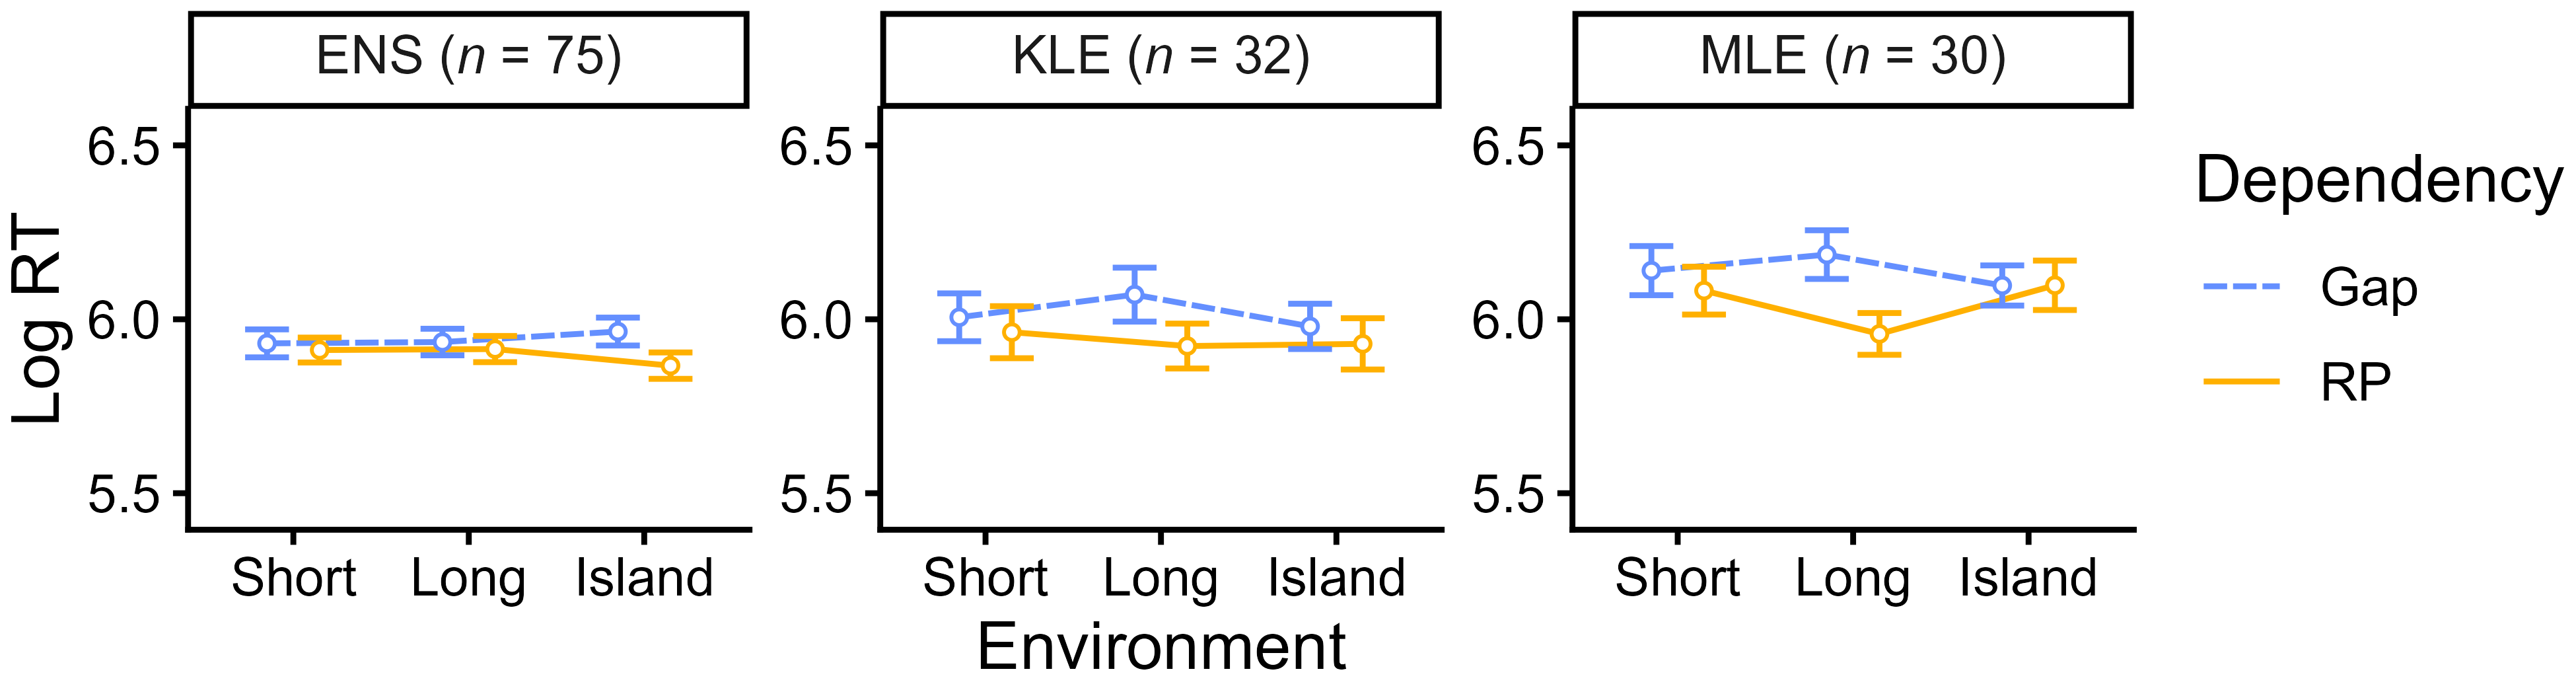 ENS (n = 75)
KLE (n = 32)
MLE (n = 30)
Log RT
6.5
6.0
5.5
6.5
6.0
5.5
6.5
6.0
5.5
Short Long Island
Short Long Island
Short Long Island
Environment
Dependency
Gap
RP